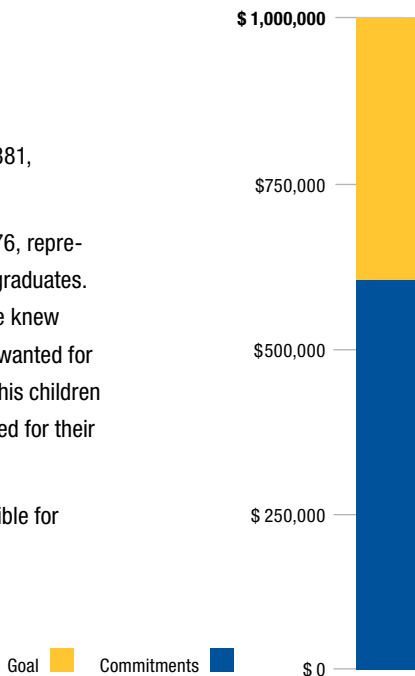 $ 1,000,000
381,
$750,000
76, repre-
graduates.
e knew
wanted for
$500,000
his children
ed for their
ible for
$ 250,000
Goal
Commitments
$ 0